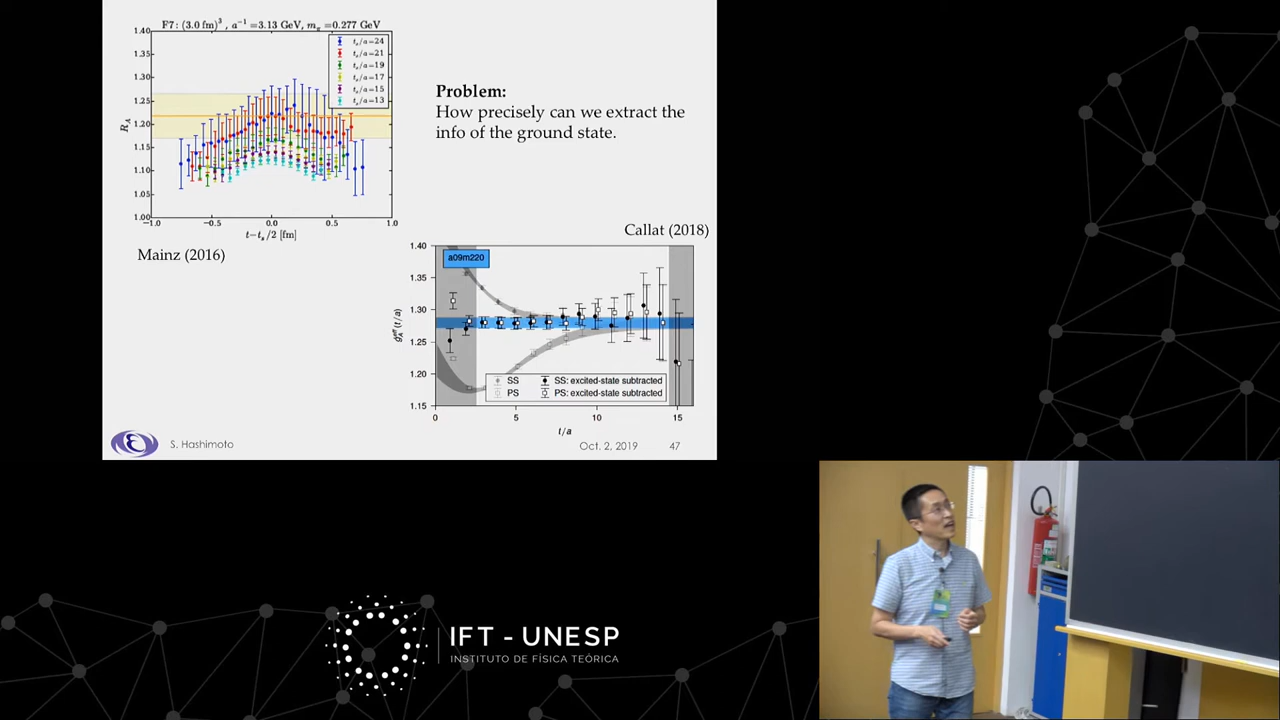 F7 : (3.0 fm)³ , a⁻¹ =3.13 GeV, mπ =0.277 GeV
1.40
1.35
1.30
1.25
1.20
1.15
1.10
1.05
1.00
R_A
tₛ/a=24
tₛ/a=21
tₛ/a=19
tₛ/a=17
tₛ/a=15
tₛ/a=13
−1.0 −0.5 0.0 0.5 1.0
t−tₛ/2 [fm]
Mainz (2016)
Problem:
How precisely can we extract the
info of the ground state.
Callat (2018)
1.40
1.35
1.30
1.25
1.20
1.15
a09m220
SS SS: excited-state subtracted
PS PS: excited-state subtracted
0 5 10 15
t/a
S. Hashimoto Oct. 2, 2019 47
IFT - UNESP
INSTITUTO DE FÍSICA TEÓRICA